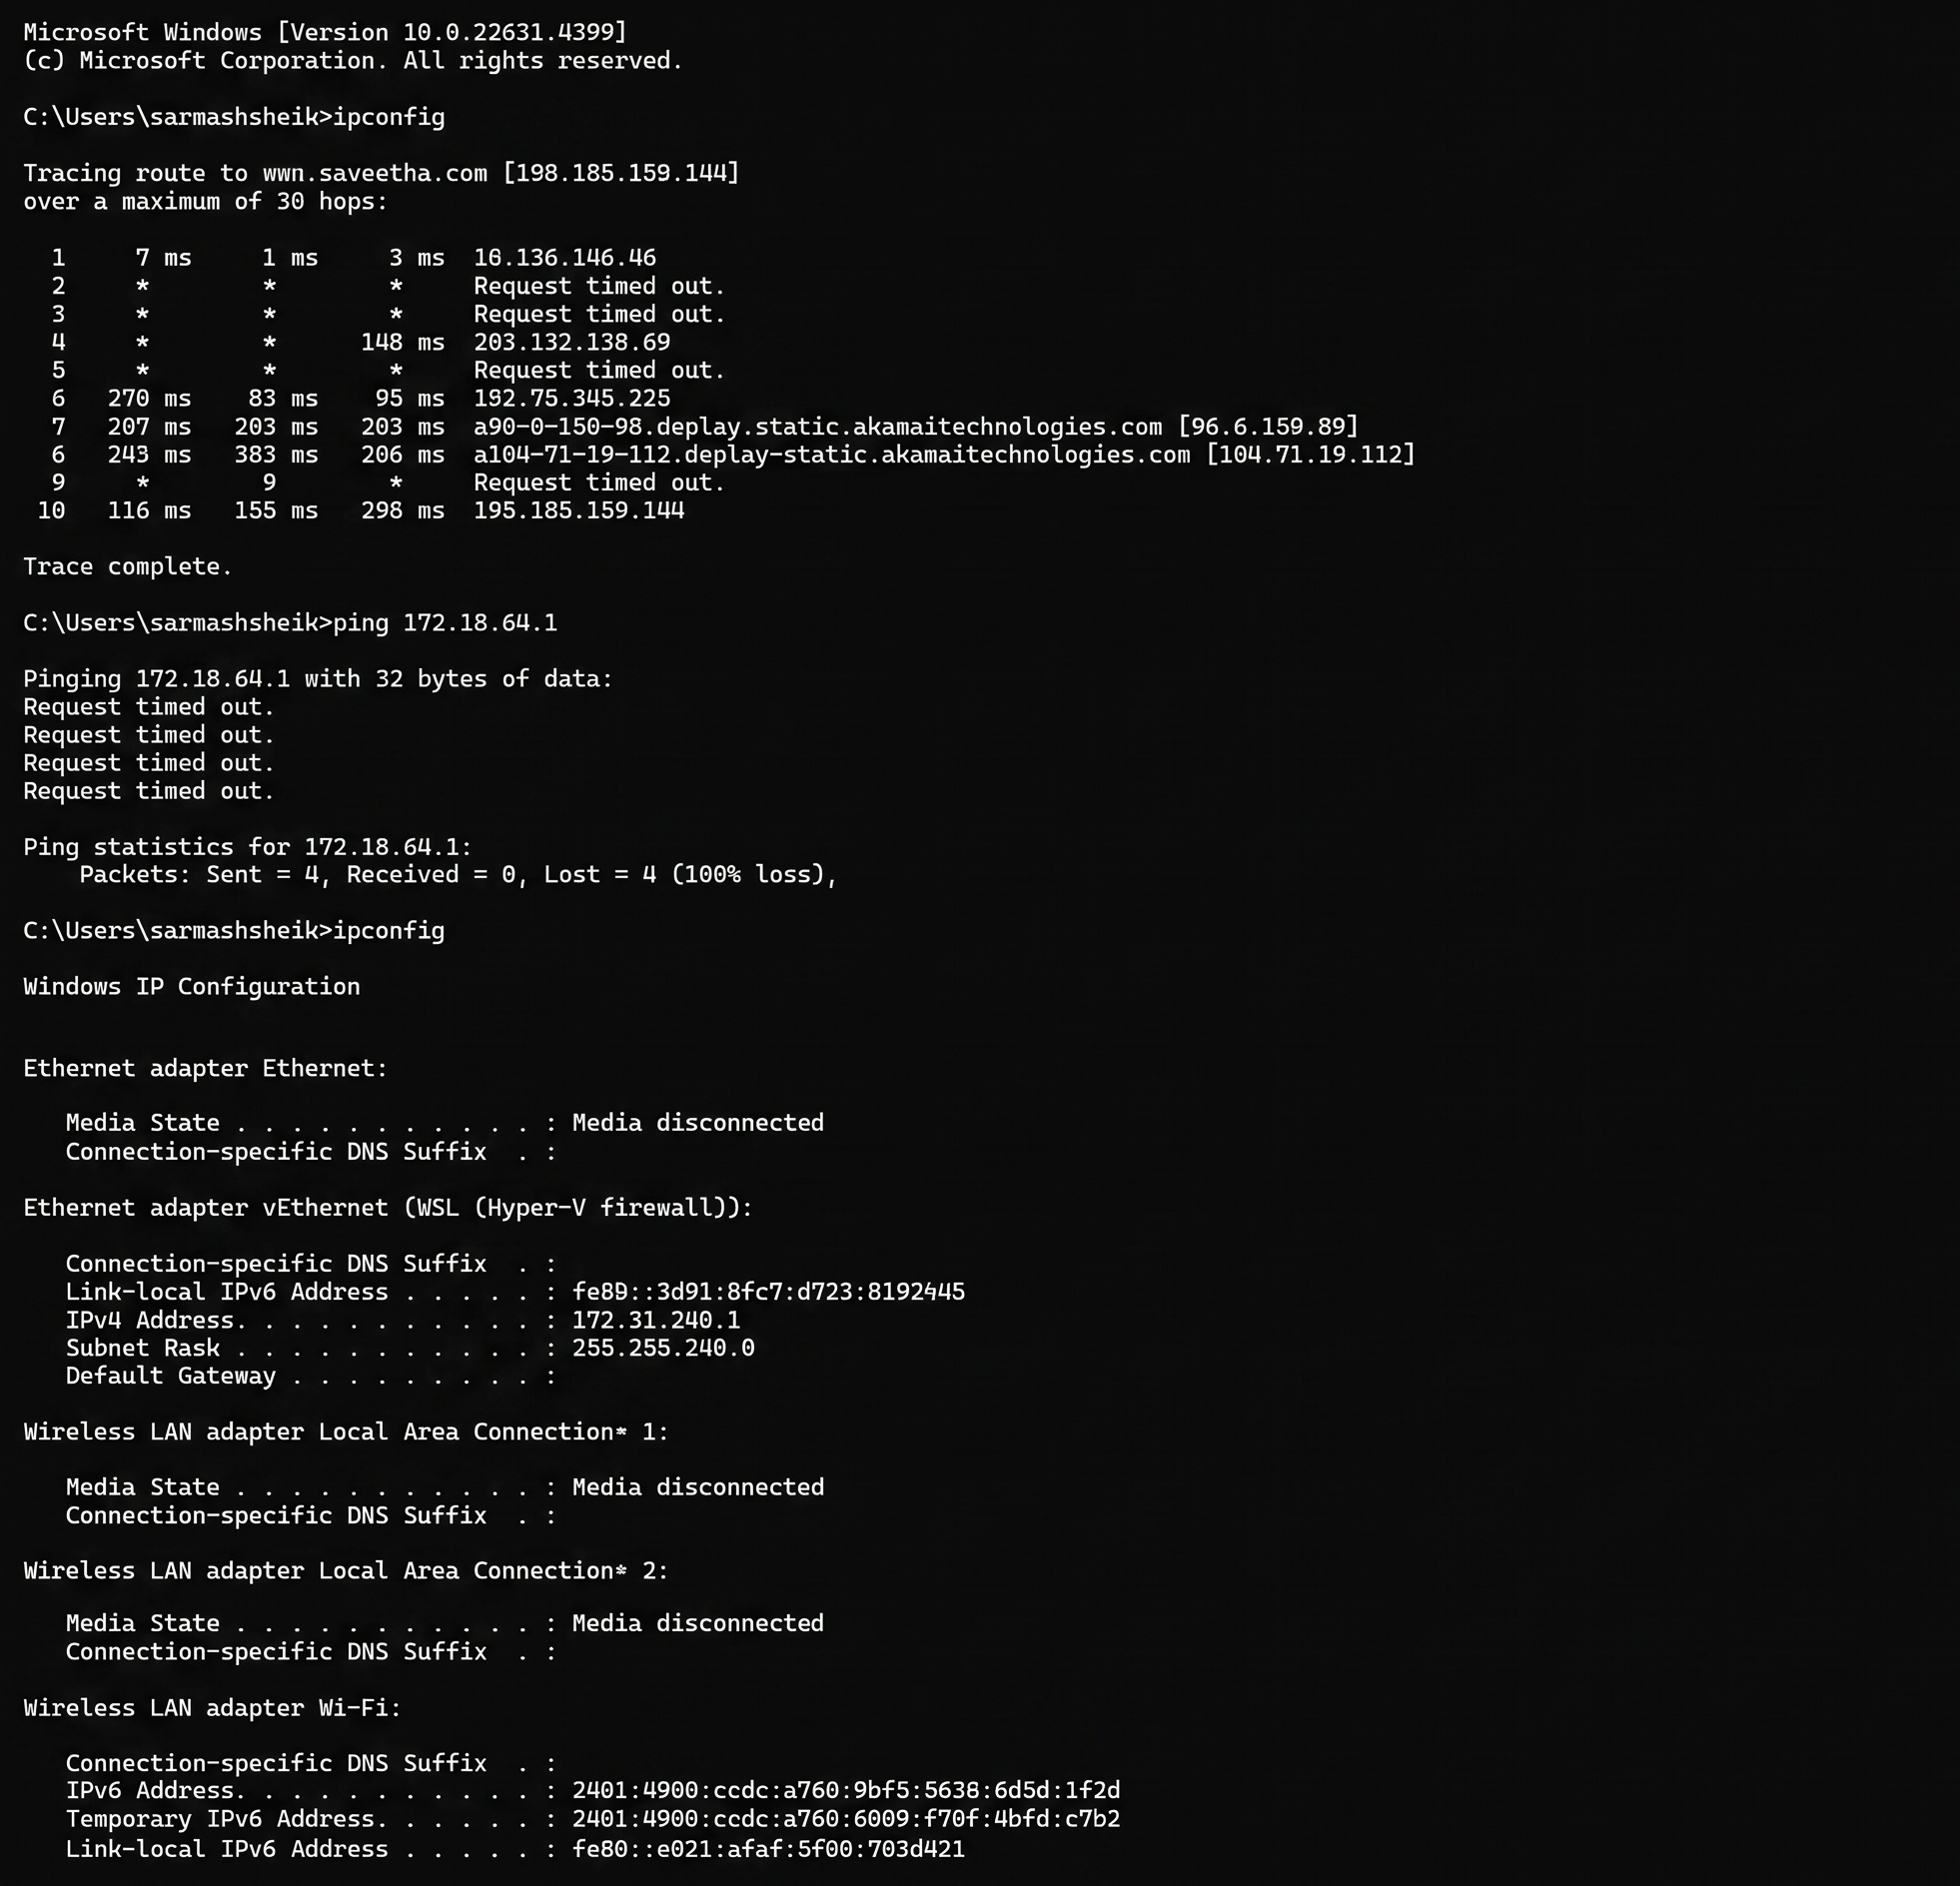 Microsoft Windows [Version 10.0.22631.4399]
(c) Microsoft Corporation. All rights reserved.
C:\Users\sarmashsheik>ipconfig
Tracing route to wwn.saveetha.com [198.185.159.144]
over a maximum of 30 hops:
1 7 ms 1 ms 3 ms 16.136.146.46
2 * * * Request timed out.
3 * * * Request timed out.
4 * * 148 ms 203.132.138.69
5 * * * Request timed out.
6 270 ms 83 ms 95 ms 192.75.345.225
7 207 ms 203 ms 203 ms a90-0-150-98.deplay.static.akamaitechnologies.com [96.6.159.89]
6 243 ms 383 ms 206 ms a104-71-19-112.deplay-static.akamaitechnologies.com [104.71.19.112]
9 * 9 * Request timed out.
10 116 ms 155 ms 298 ms 195.185.159.144
Trace complete.
C:\Users\sarmashsheik>ping 172.18.64.1
Pinging 172.18.64.1 with 32 bytes of data:
Request timed out.
Request timed out.
Request timed out.
Request timed out.
Ping statistics for 172.18.64.1:
Packets: Sent = 4, Received = 0, Lost = 4 (100% loss),
C:\Users\sarmashsheik>ipconfig
Windows IP Configuration
Ethernet adapter Ethernet:
Media State . . . . . . . . . . . : Media disconnected
Connection-specific DNS Suffix . :
Ethernet adapter vEthernet (WSL (Hyper-V firewall)):
Connection-specific DNS Suffix . :
Link-local IPv6 Address . . . . . : fe89::3d91:8fc7:d723:8192445
IPv4 Address. . . . . . . . . . . : 172.31.240.1
Subnet Rask . . . . . . . . . . . : 255.255.240.0
Default Gateway . . . . . . . . . :
Wireless LAN adapter Local Area Connection* 1:
Media State . . . . . . . . . . . : Media disconnected
Connection-specific DNS Suffix . :
Wireless LAN adapter Local Area Connection* 2:
Media State . . . . . . . . . . . : Media disconnected
Connection-specific DNS Suffix . :
Wireless LAN adapter Wi-Fi:
Connection-specific DNS Suffix . :
IPv6 Address. . . . . . . . . . . : 2401:4900:ccdc:a760:9bf5:5638:6d5d:1f2d
Temporary IPv6 Address. . . . . . : 2401:4900:ccdc:a760:6009:f70f:4bfd:c7b2
Link-local IPv6 Address . . . . . : fe80::e021:afaf:5f00:703d421